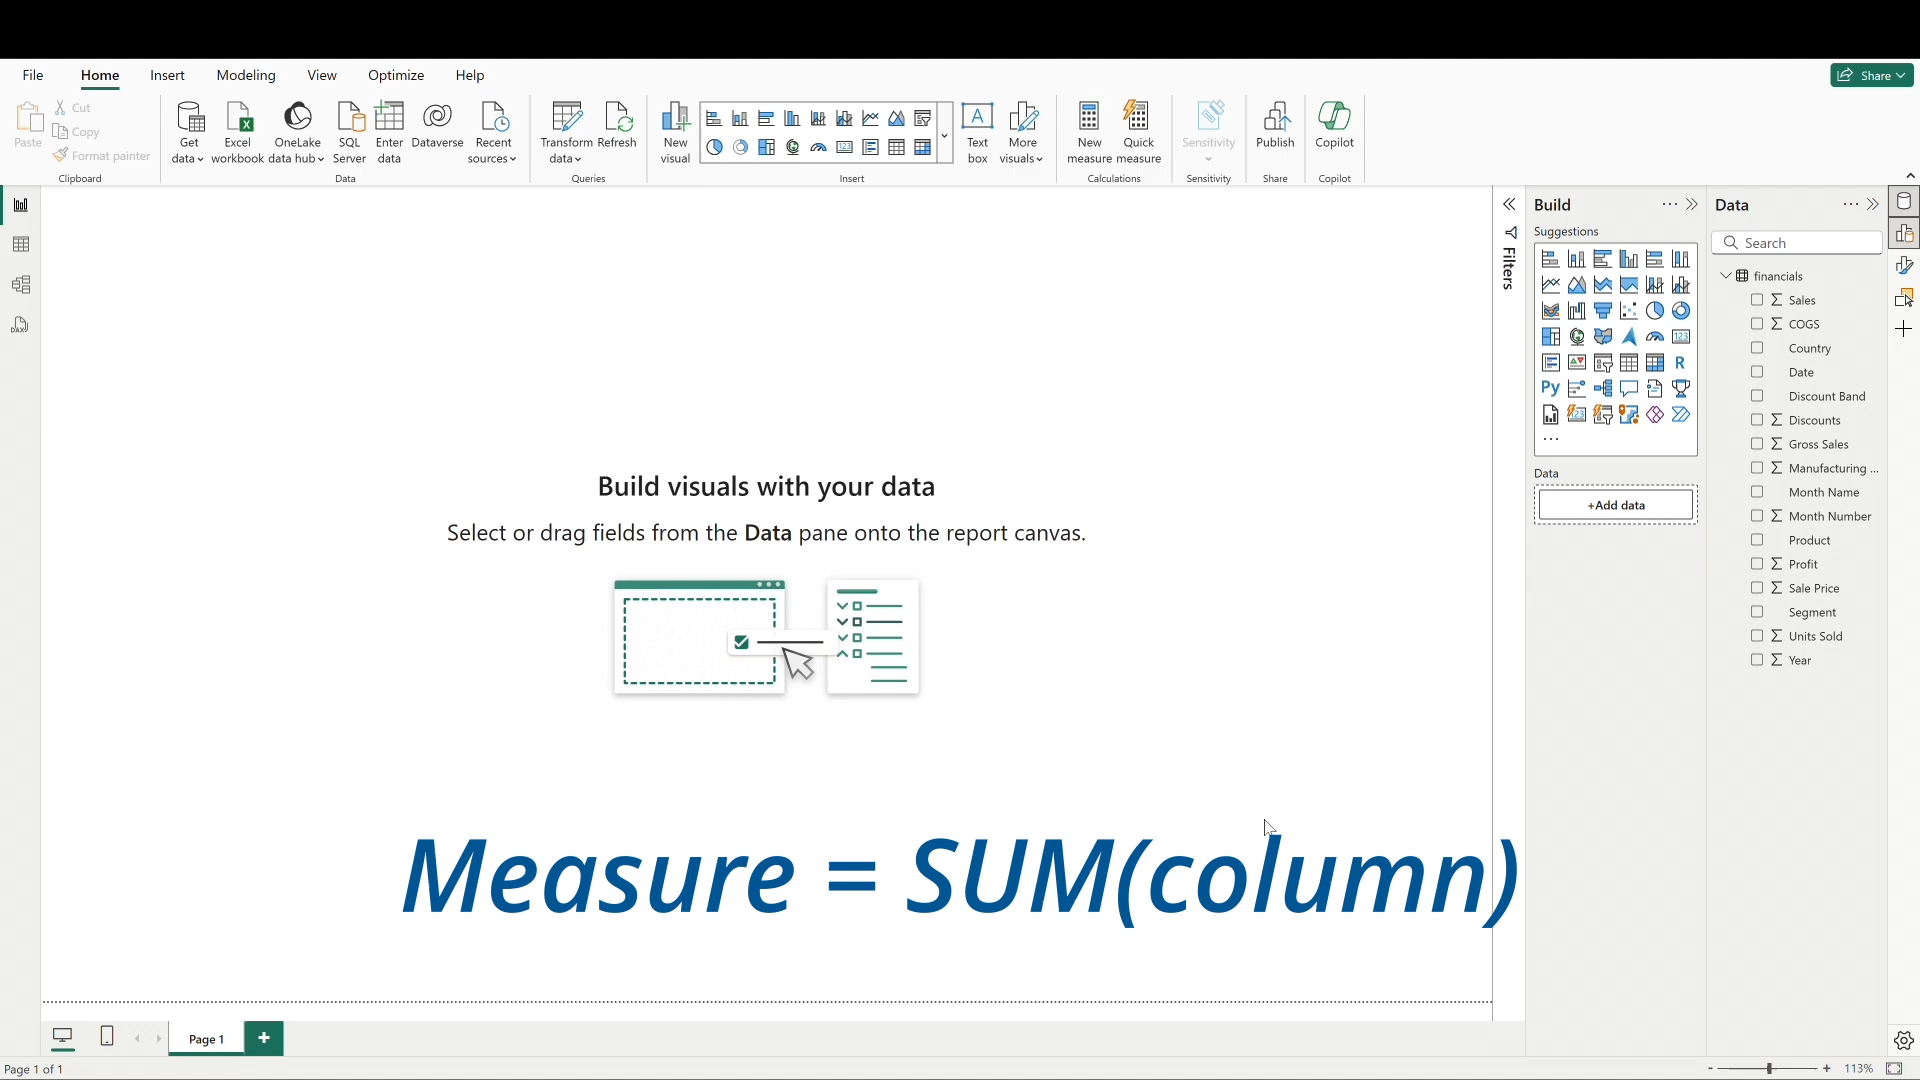 File Home Insert Modeling View Optimize Help Share
Paste Cut Copy Format painter Clipboard
Get data Excel workbook OneLake data hub SQL Server Enter data Dataverse Recent sources Data
Transform data Refresh Queries
New visual Text box More visuals Insert
New measure Quick measure Calculations
Sensitivity Sensitivity
Publish Share
Copilot Copilot
Filters
Build
Suggestions
R
Py
Data
+Add data
Data
Search
financials
Sales
COGS
Country
Date
Discount Band
Discounts
Gross Sales
Manufacturing ...
Month Name
Month Number
Product
Profit
Sale Price
Segment
Units Sold
Year
Build visuals with your data
Select or drag fields from the Data pane onto the report canvas.
Measure = SUM(column)
Page 1
Page 1 of 1
113%